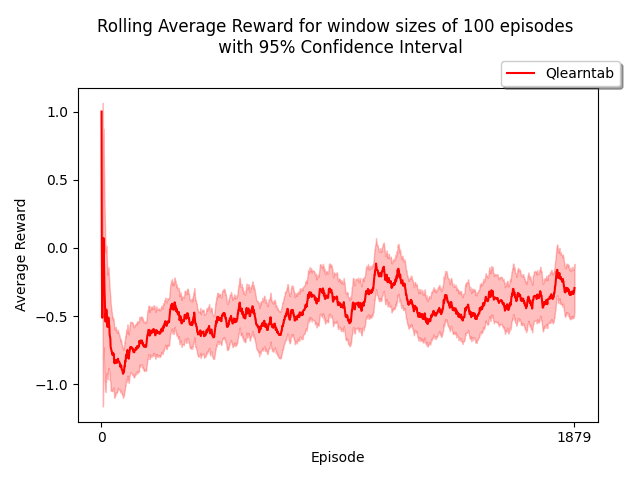 Rolling Average Reward for window sizes of 100 episodes
with 95% Confidence Interval
Qlearntab
1.0
0.5
0.0
−0.5
−1.0
Average Reward
0
1879
Episode